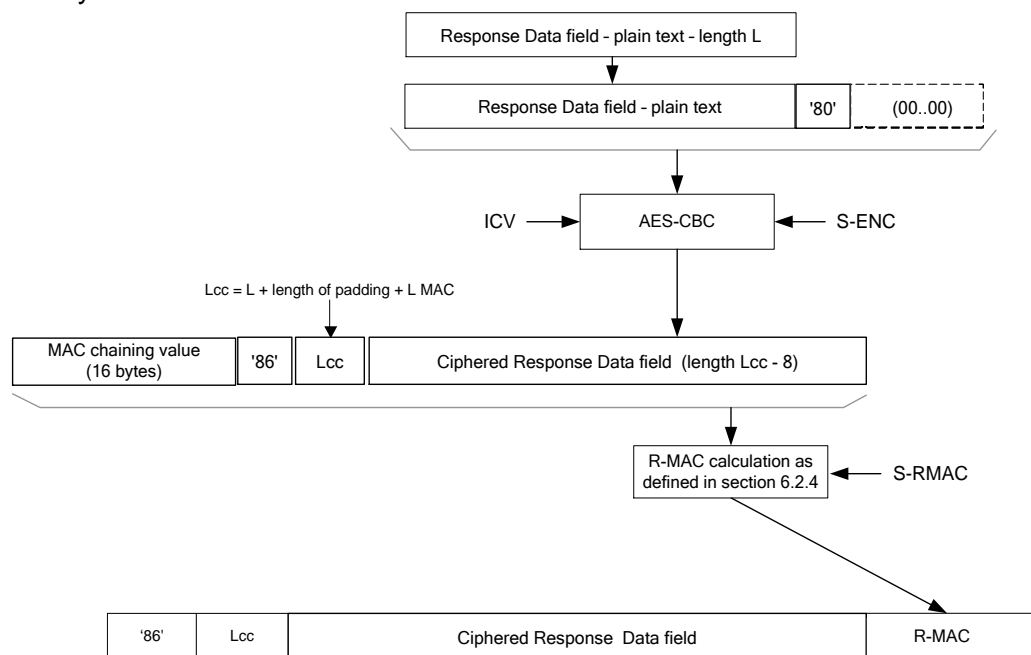 Response Data field - plain text - length L
Response Data field - plain text
'80'
(00..00)
ICV
AES-CBC
S-ENC
Lcc = L + length of padding + L MAC
MAC chaining value
(16 bytes)
'86'
Lcc
Ciphered Response Data field (length Lcc - 8)
R-MAC calculation as
defined in section 6.2.4
S-RMAC
'86'
Lcc
Ciphered Response Data field
R-MAC